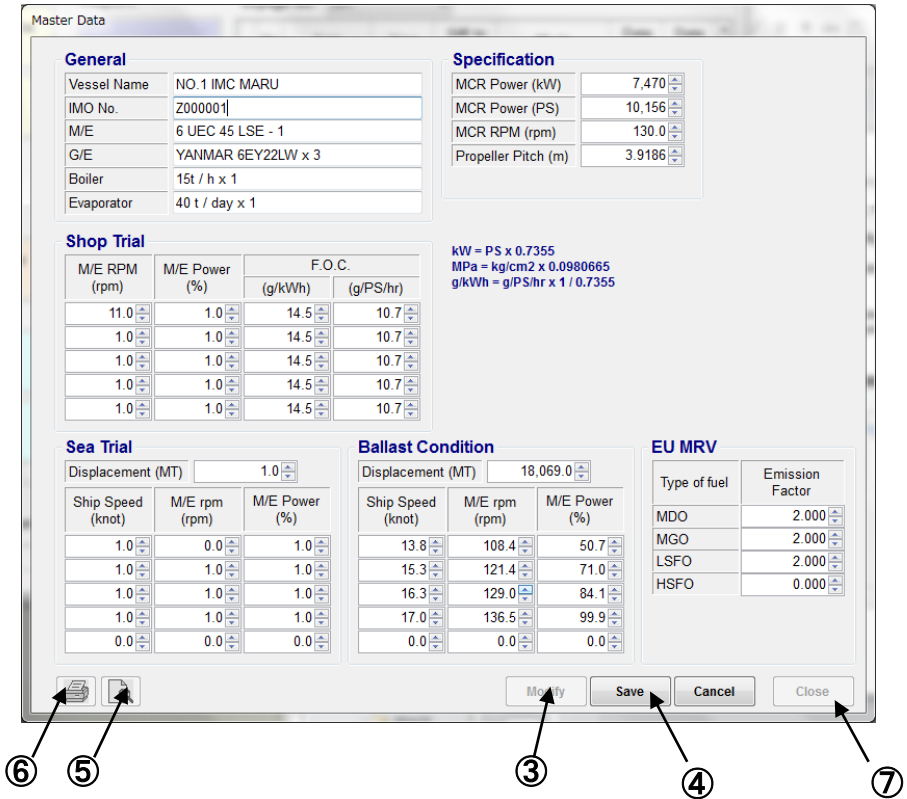 Master Data
General
Vessel Name NO.1 IMC MARU
IMO No. Z000001
M/E 6 UEC 45 LSE - 1
G/E YANMAR 6EY22LW x 3
Boiler 15t / h x 1
Evaporator 40 t / day x 1
Specification
MCR Power (kW) 7,470
MCR Power (PS) 10,156
MCR RPM (rpm) 130.0
Propeller Pitch (m) 3.9186
Shop Trial
M/E RPM (rpm) M/E Power (%) F.O.C.
(g/kWh) (g/PS/hr)
11.0 1.0 14.5 10.7
1.0 1.0 14.5 10.7
1.0 1.0 14.5 10.7
1.0 1.0 14.5 10.7
1.0 1.0 14.5 10.7
kW = PS x 0.7355
MPa = kg/cm2 x 0.0980665
g/kWh = g/PS/hr x 1 / 0.7355
Sea Trial
Displacement (MT) 1.0
Ship Speed (knot) M/E rpm (rpm) M/E Power (%)
1.0 0.0 1.0
1.0 1.0 1.0
1.0 1.0 1.0
1.0 1.0 1.0
0.0 0.0 0.0
Ballast Condition
Displacement (MT) 18,069.0
Ship Speed (knot) M/E rpm (rpm) M/E Power (%)
13.8 108.4 50.7
15.3 121.4 71.0
16.3 129.0 84.1
17.0 136.5 99.9
0.0 0.0 0.0
EU MRV
Type of fuel Emission Factor
MDO 2.000
MGO 2.000
LSFO 2.000
HSFO 0.000
Modify Save Cancel Close
⑥ ⑤ ③ ④ ⑦